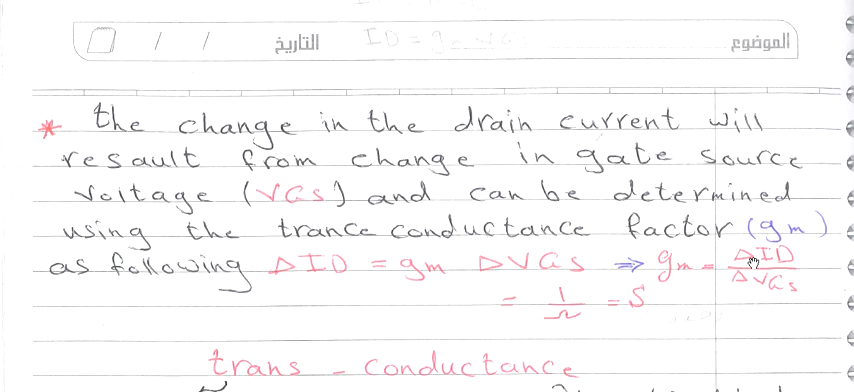 الموضوع التاريخ / /
* the change in the drain current will
resault from change in gate source
voltage (VGS) and can be determined
using the trance conductance factor (gm)
as following ΔID = gm ΔVGS ⇒ gm = ΔID/ΔVGS
= 1/Ω = S
trans - conductance